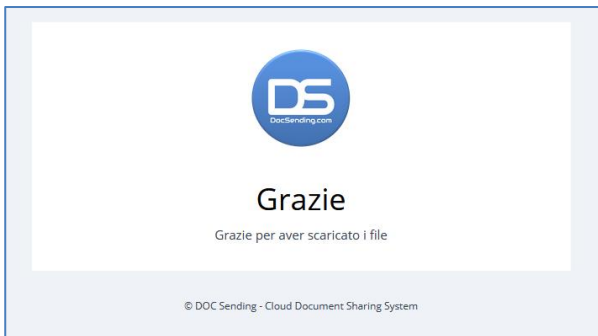 DS
DocSending.com
Grazie
Grazie per aver scaricato i file
© DOC Sending - Cloud Document Sharing System